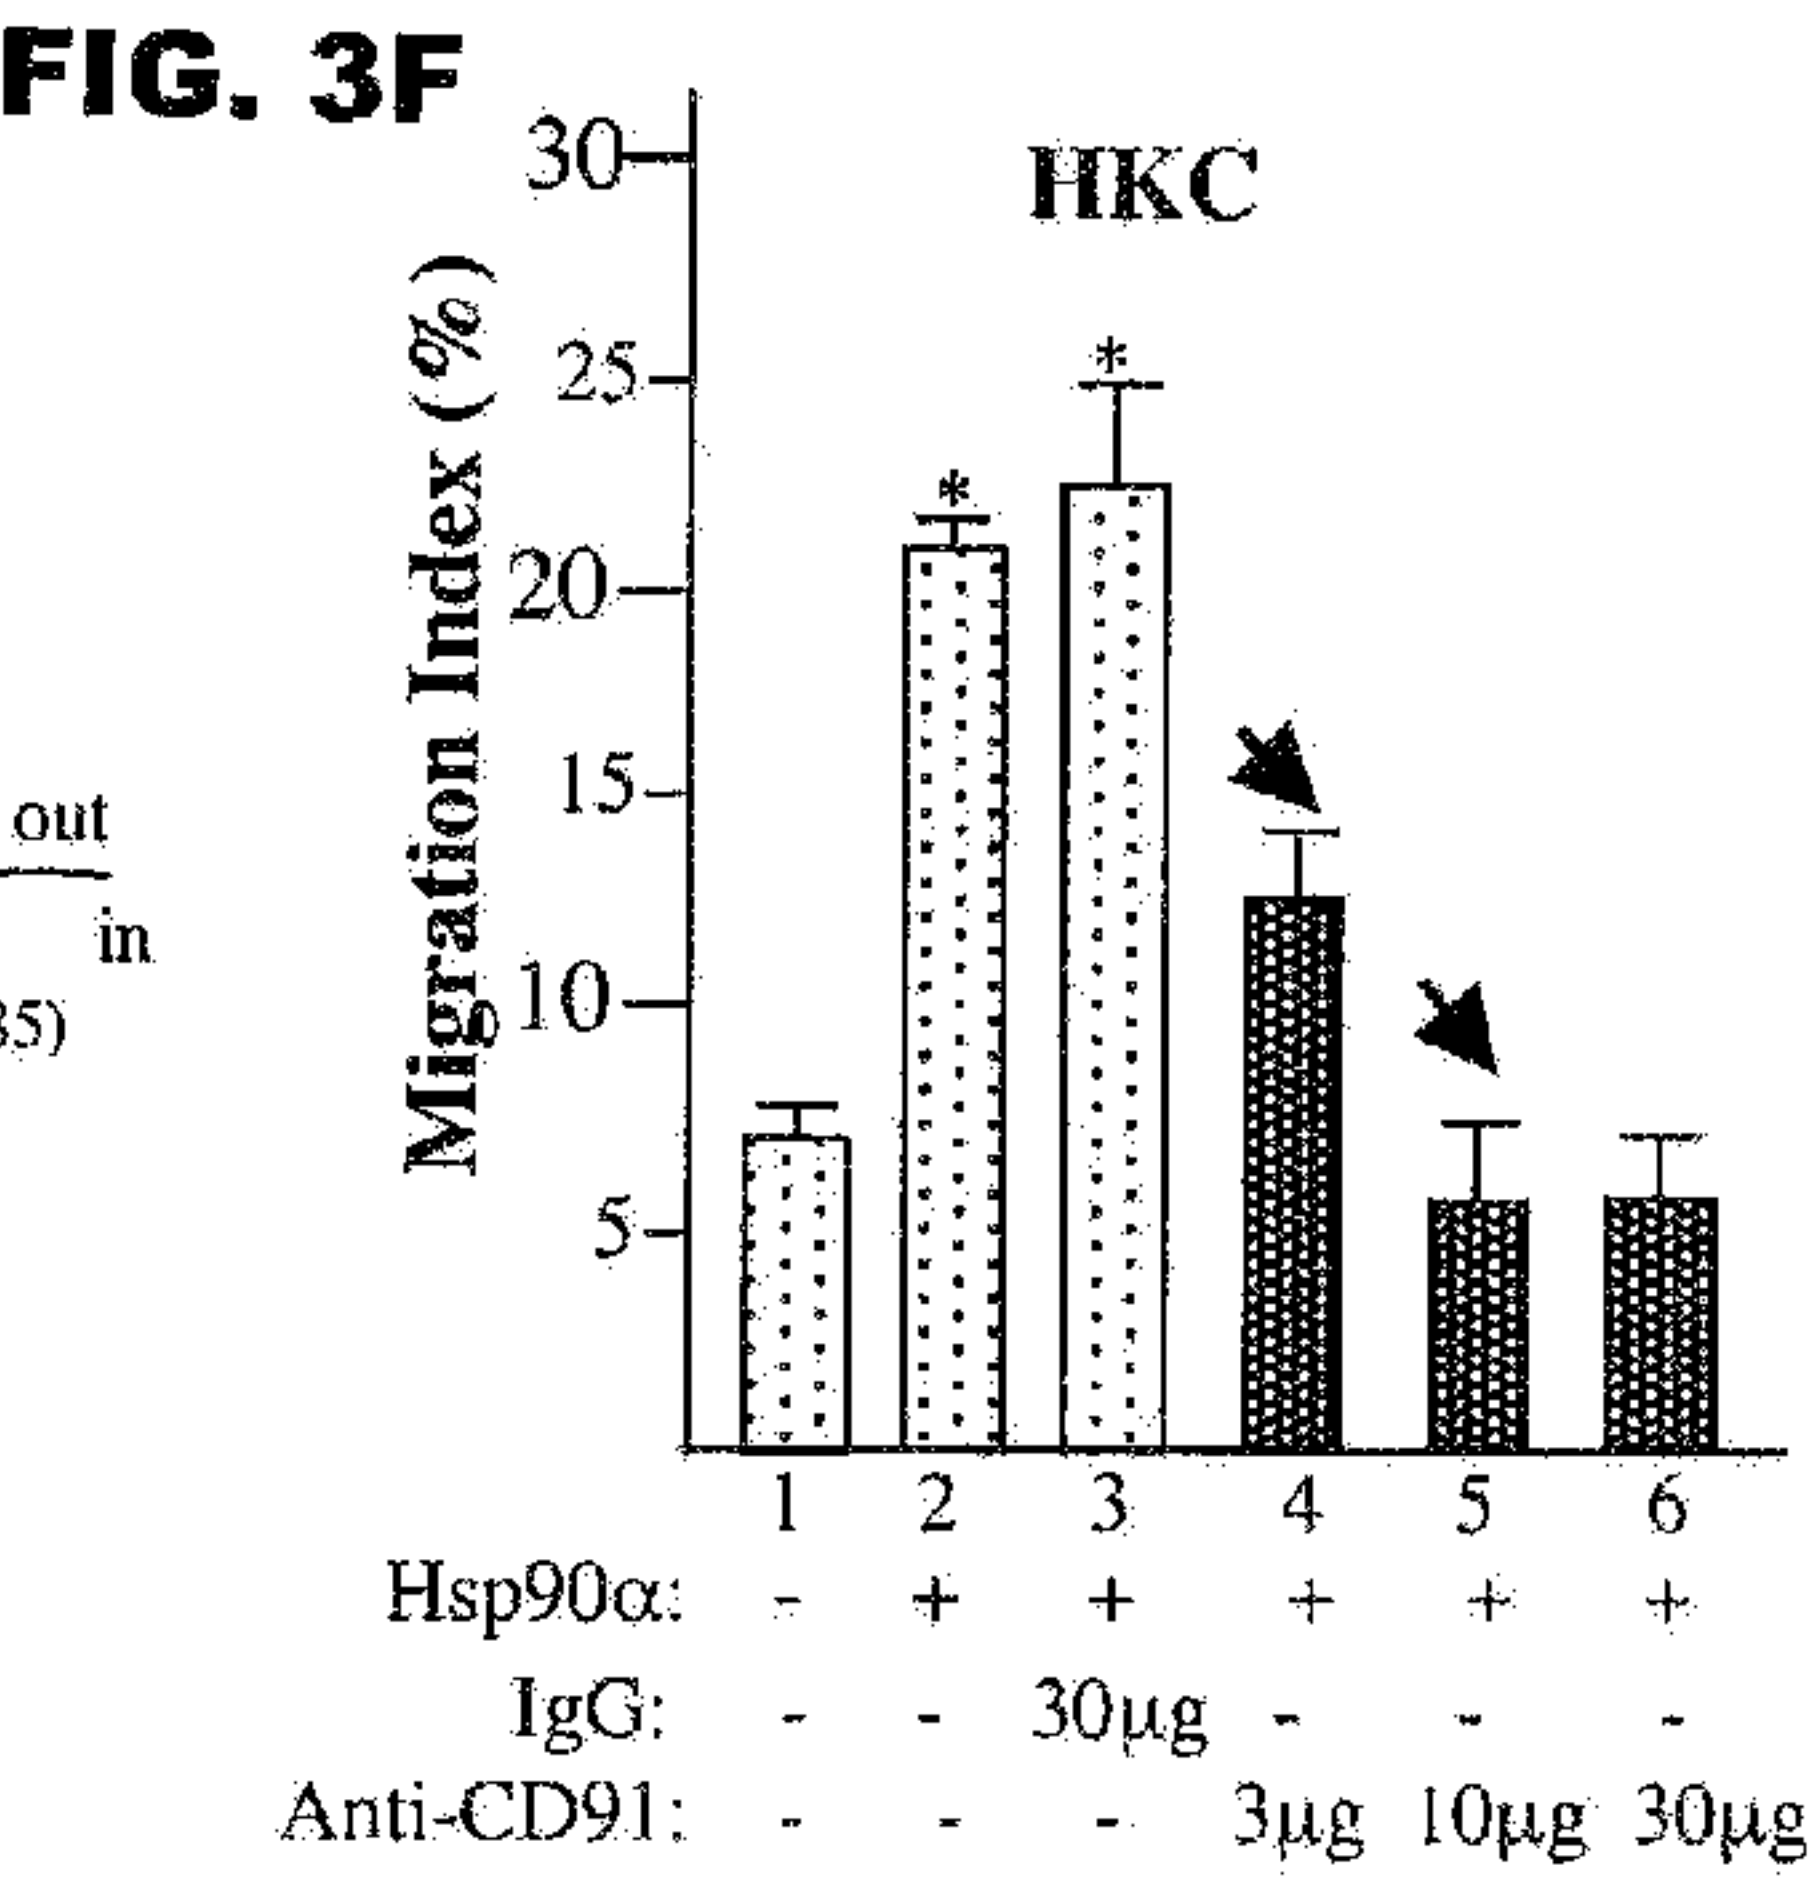 FIG. 3F
HKC
Migration Index (%)
30
25
20
15
10
5
out
in
35)
1 2 3 4 5 6
* *
Hsp90α: - + + + + +
IgG: - - 30µg - - -
Anti-CD91: - - - 3µg 10µg 30µg